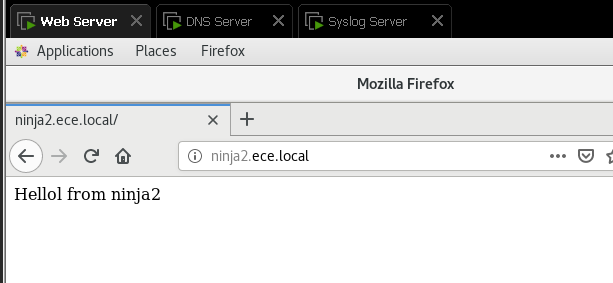 Web Server DNS Server Syslog Server
Applications Places Firefox
Mozilla Firefox
ninja2.ece.local/
ninja2.ece.local
Hellol from ninja2